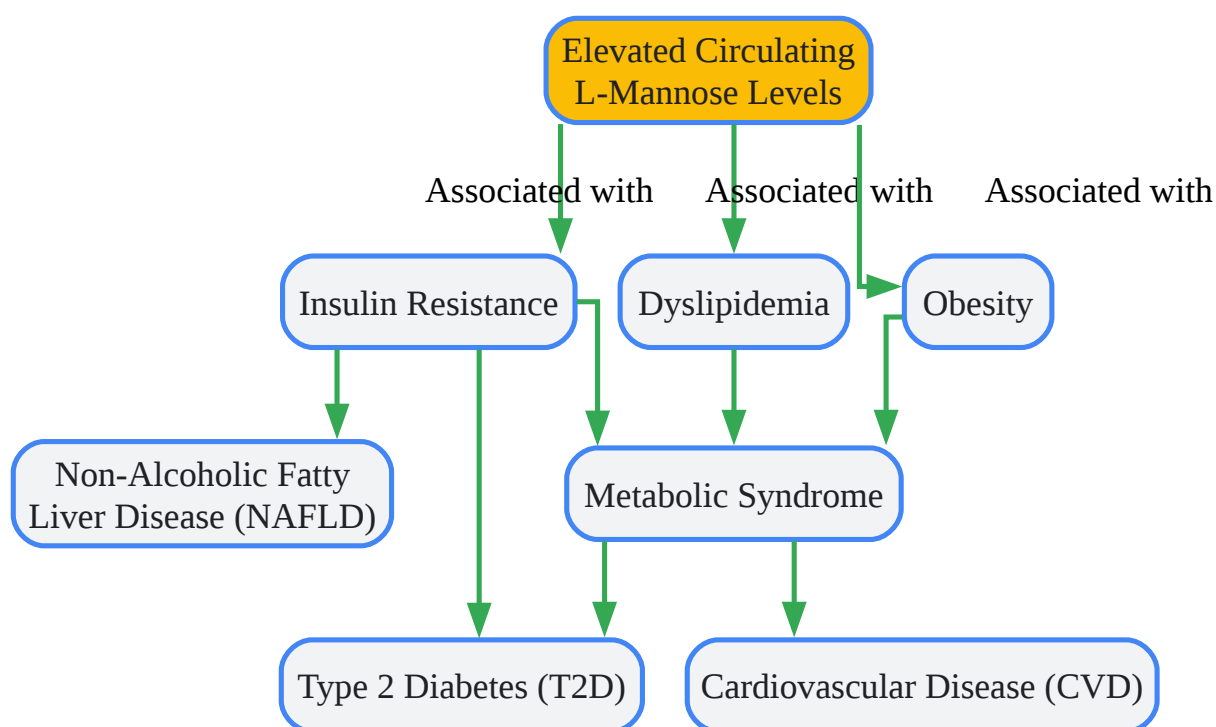 Elevated Circulating
L-Mannose Levels
Associated with
Associated with
Associated with
Insulin Resistance
Dyslipidemia
Obesity
Non-Alcoholic Fatty
Liver Disease (NAFLD)
Metabolic Syndrome
Type 2 Diabetes (T2D)
Cardiovascular Disease (CVD)